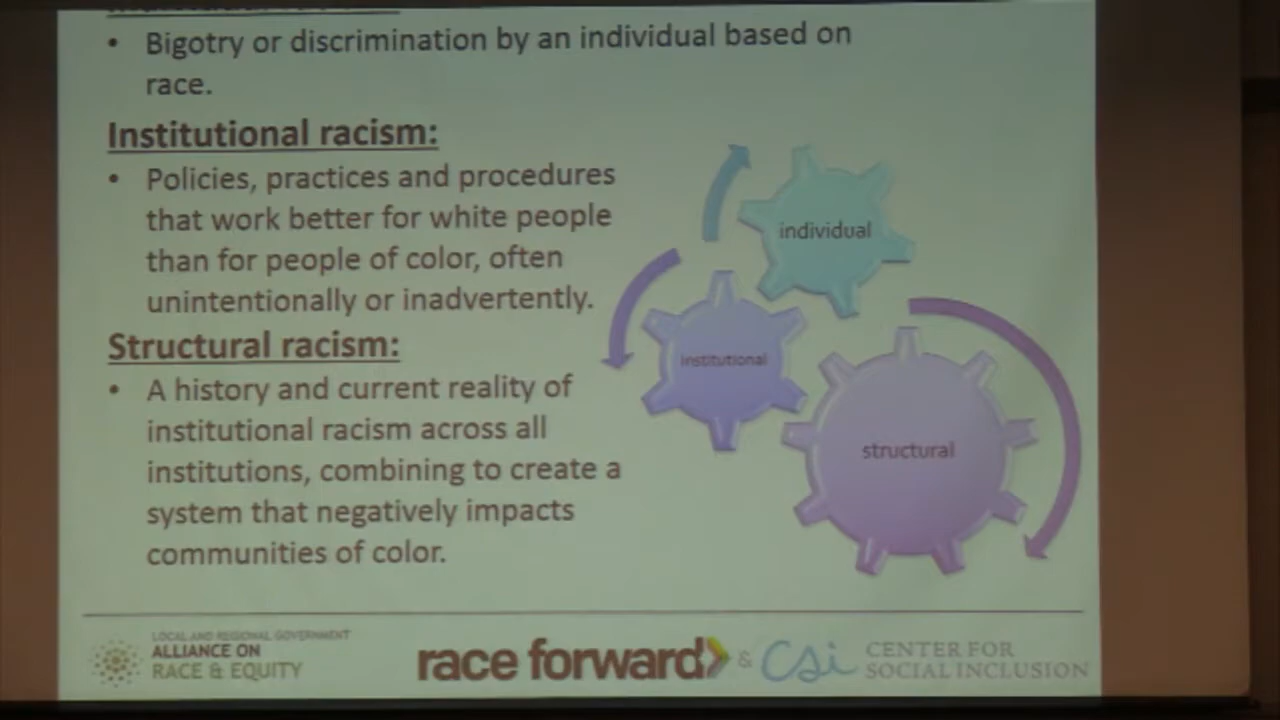 • Bigotry or discrimination by an individual based on
race.
Institutional racism:
• Policies, practices and procedures
that work better for white people
than for people of color, often
unintentionally or inadvertently.
Structural racism:
• A history and current reality of
institutional racism across all
institutions, combining to create a
system that negatively impacts
communities of color.
individual
institutional
structural
LOCAL AND REGIONAL GOVERNMENT
ALLIANCE ON
RACE & EQUITY
race forward
&
CSi
CENTER FOR
SOCIAL INCLUSION